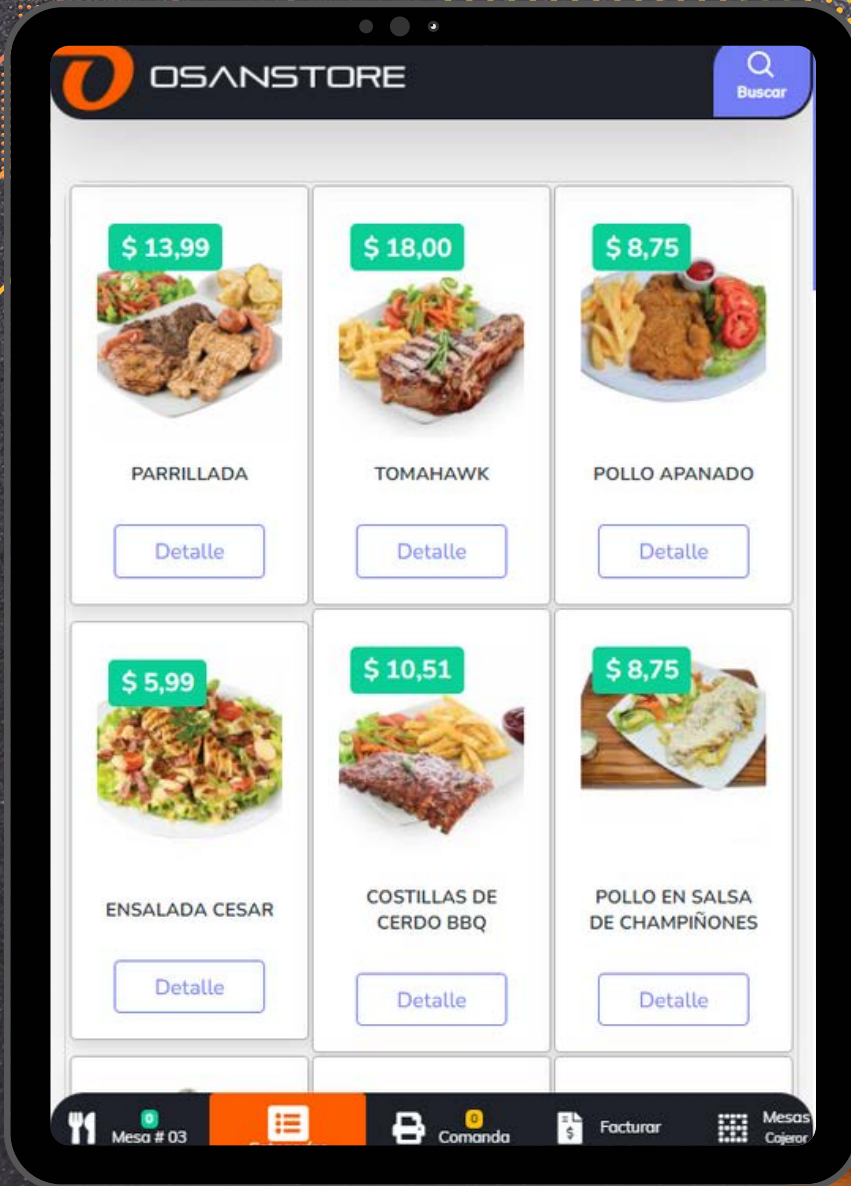 OSANSTORE
Buscar
$ 13,99
$ 18,00
$ 8,75
PARRILLADA
TOMAHAWK
POLLO APANADO
Detalle
Detalle
Detalle
$ 5,99
$ 10,51
$ 8,75
ENSALADA CESAR
COSTILLAS DE
CERDO BBQ
POLLO EN SALSA
DE CHAMPIÑONES
Detalle
Detalle
Detalle
0
Mesa # 03
0
Comanda
Facturar
Mesas
Cajeror